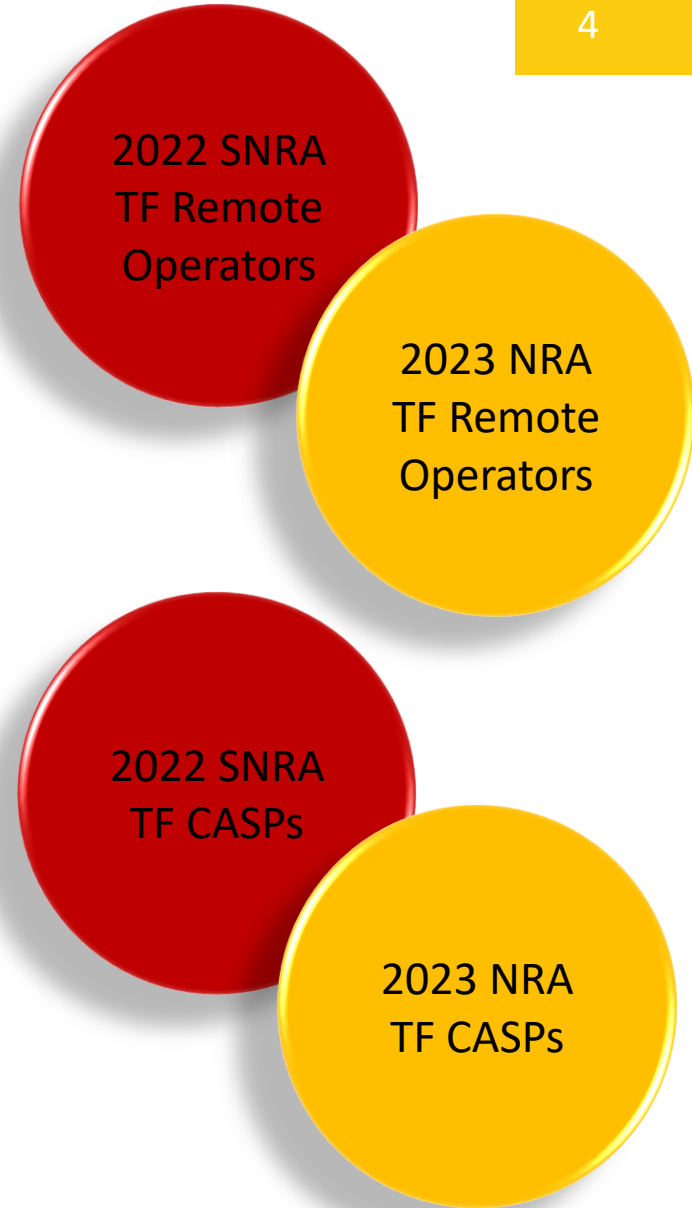 4
2022 SNRA
TF Remote
Operators
2023 NRA
TF Remote
Operators
2022 SNRA
TF CASPs
2023 NRA
TF CASPs